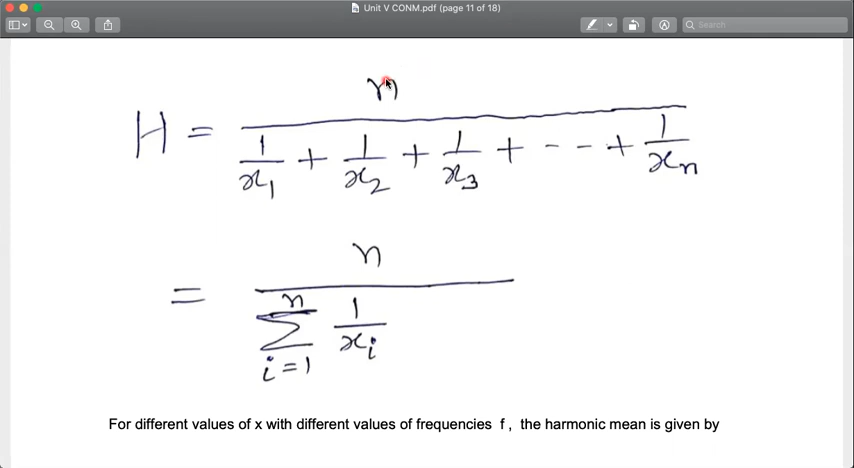 Unit V CONM.pdf (page 11 of 18)
Search
H = n / (1/x₁ + 1/x₂ + 1/x₃ + - - + 1/xₙ)
= n / (∑ⁿᵢ₌₁ 1/xᵢ)
For different values of x with different values of frequencies f , the harmonic mean is given by